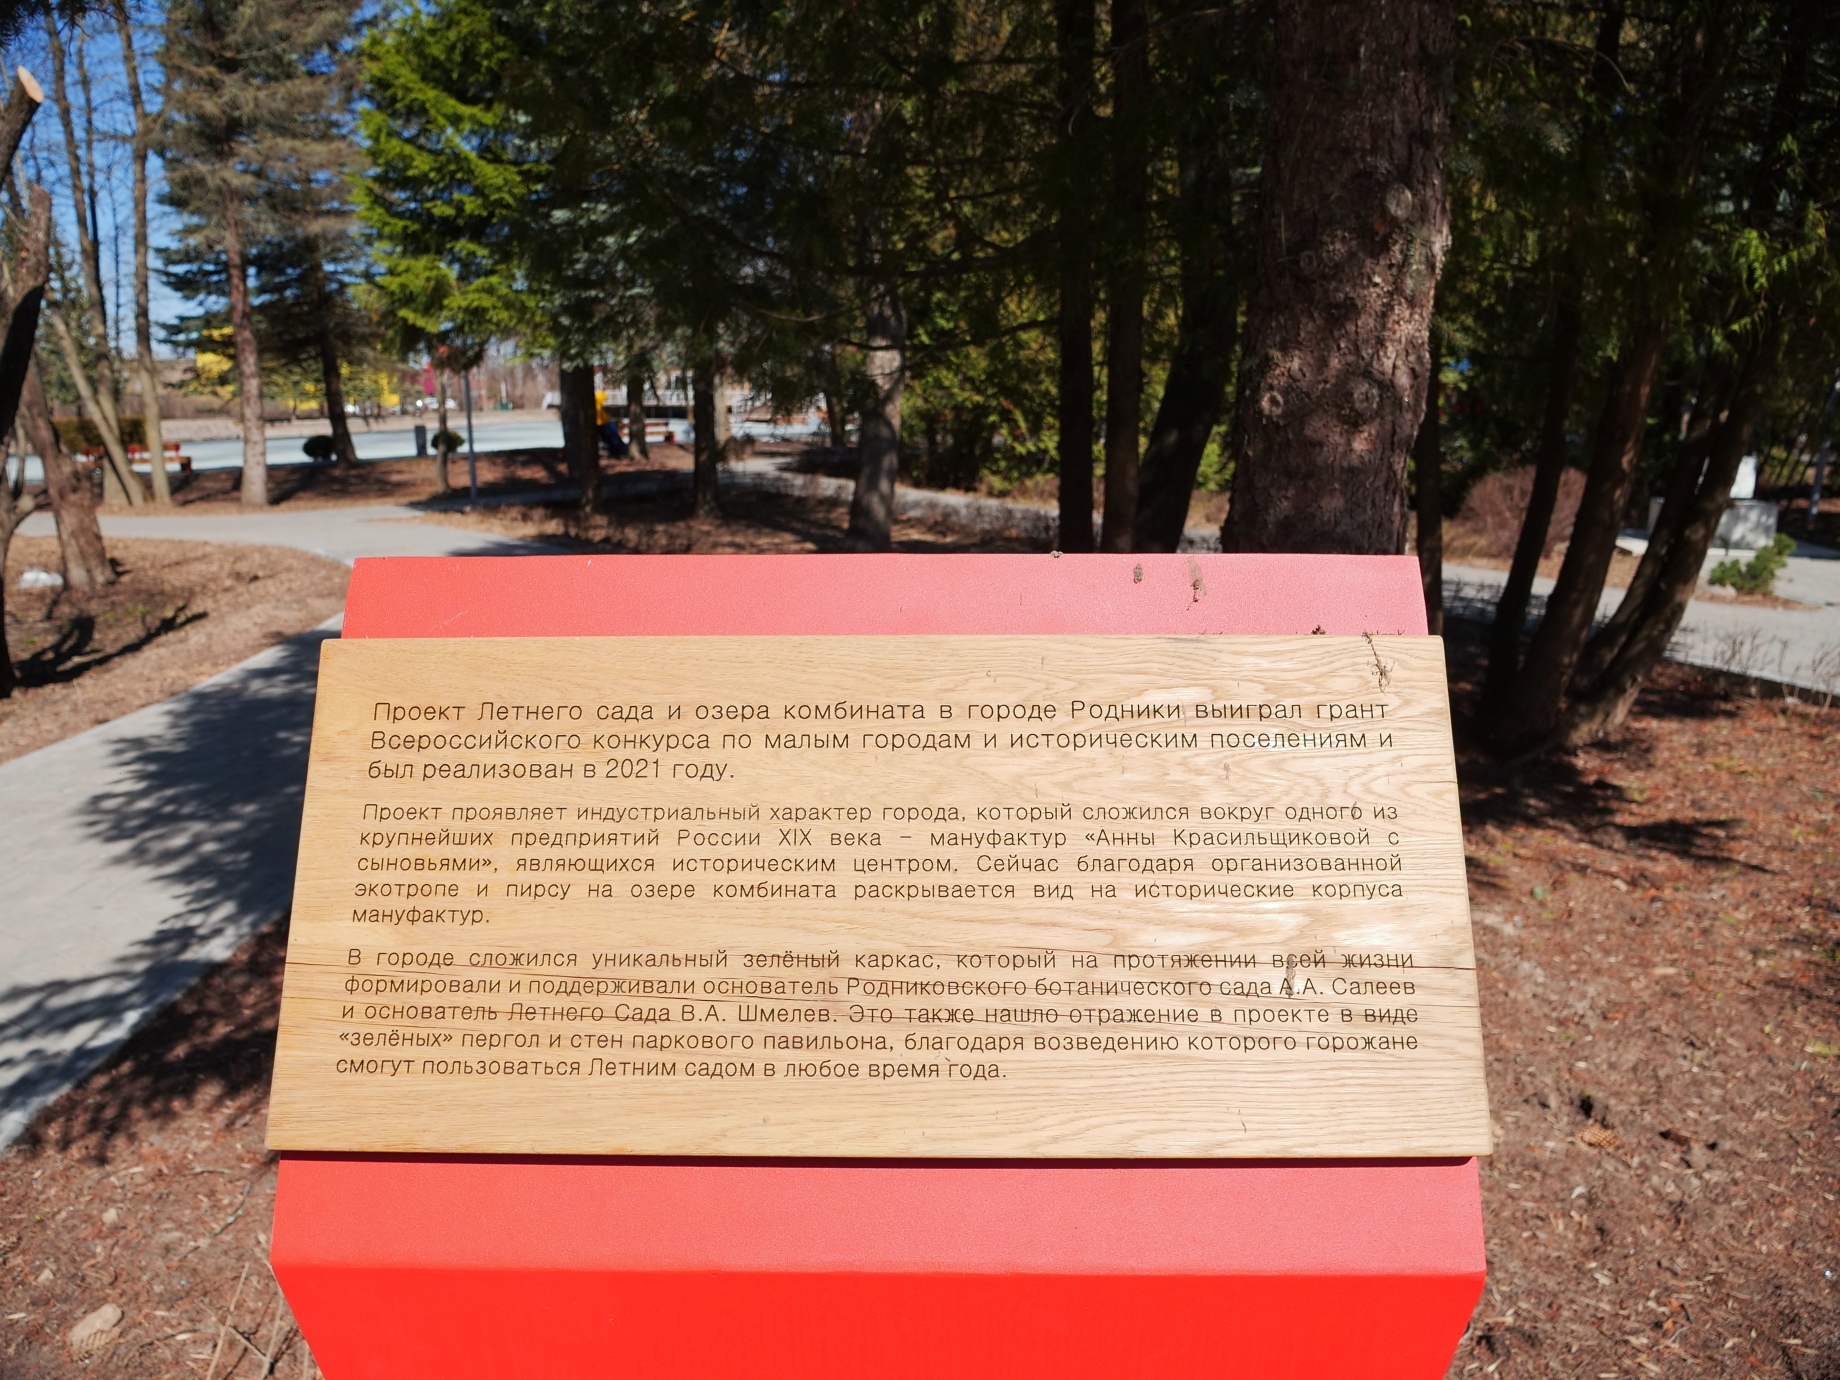 Проект Летнего сада и озера комбината в городе Родники выиграл грант
Всероссийского конкурса по малым городам и историческим поселениям и
был реализован в 2021 году.
Проект проявляет индустриальный характер города, который сложился вокруг одного из
крупнейших предприятий России XIX века – мануфактур «Анны Красильщиковой с
сыновьями», являющихся историческим центром. Сейчас благодаря организованной
экотропе и пирсу на озере комбината раскрывается вид на исторические корпуса
мануфактур.
В городе сложился уникальный зелёный каркас, который на протяжении всей жизни
формировали и поддерживали основатель Родниковского ботанического сада А.А. Салеев
и основатель Летнего Сада В.А. Шмелев. Это также нашло отражение в проекте в виде
«зелёных» пергол и стен паркового павильона, благодаря возведению которого горожане
смогут пользоваться Летним садом в любое время года.